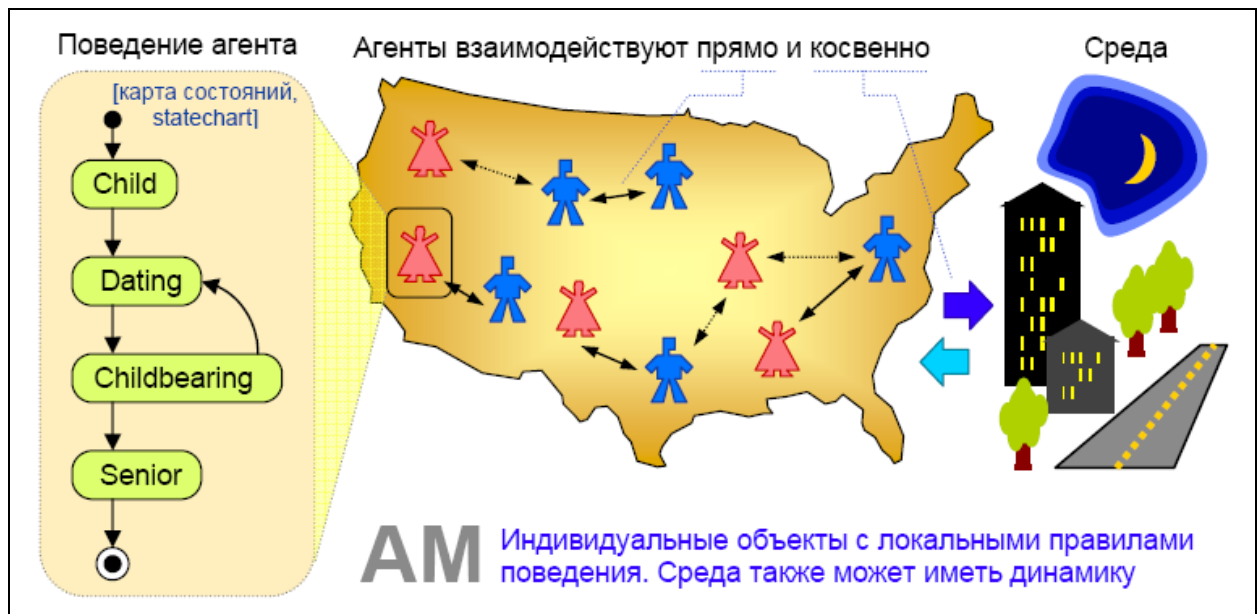 Поведение агента
[карта состояний,
statechart]
Child
Dating
Childbearing
Senior
Агенты взаимодействуют прямо и косвенно
Среда
АМ
Индивидуальные объекты с локальными правилами
поведения. Среда также может иметь динамику